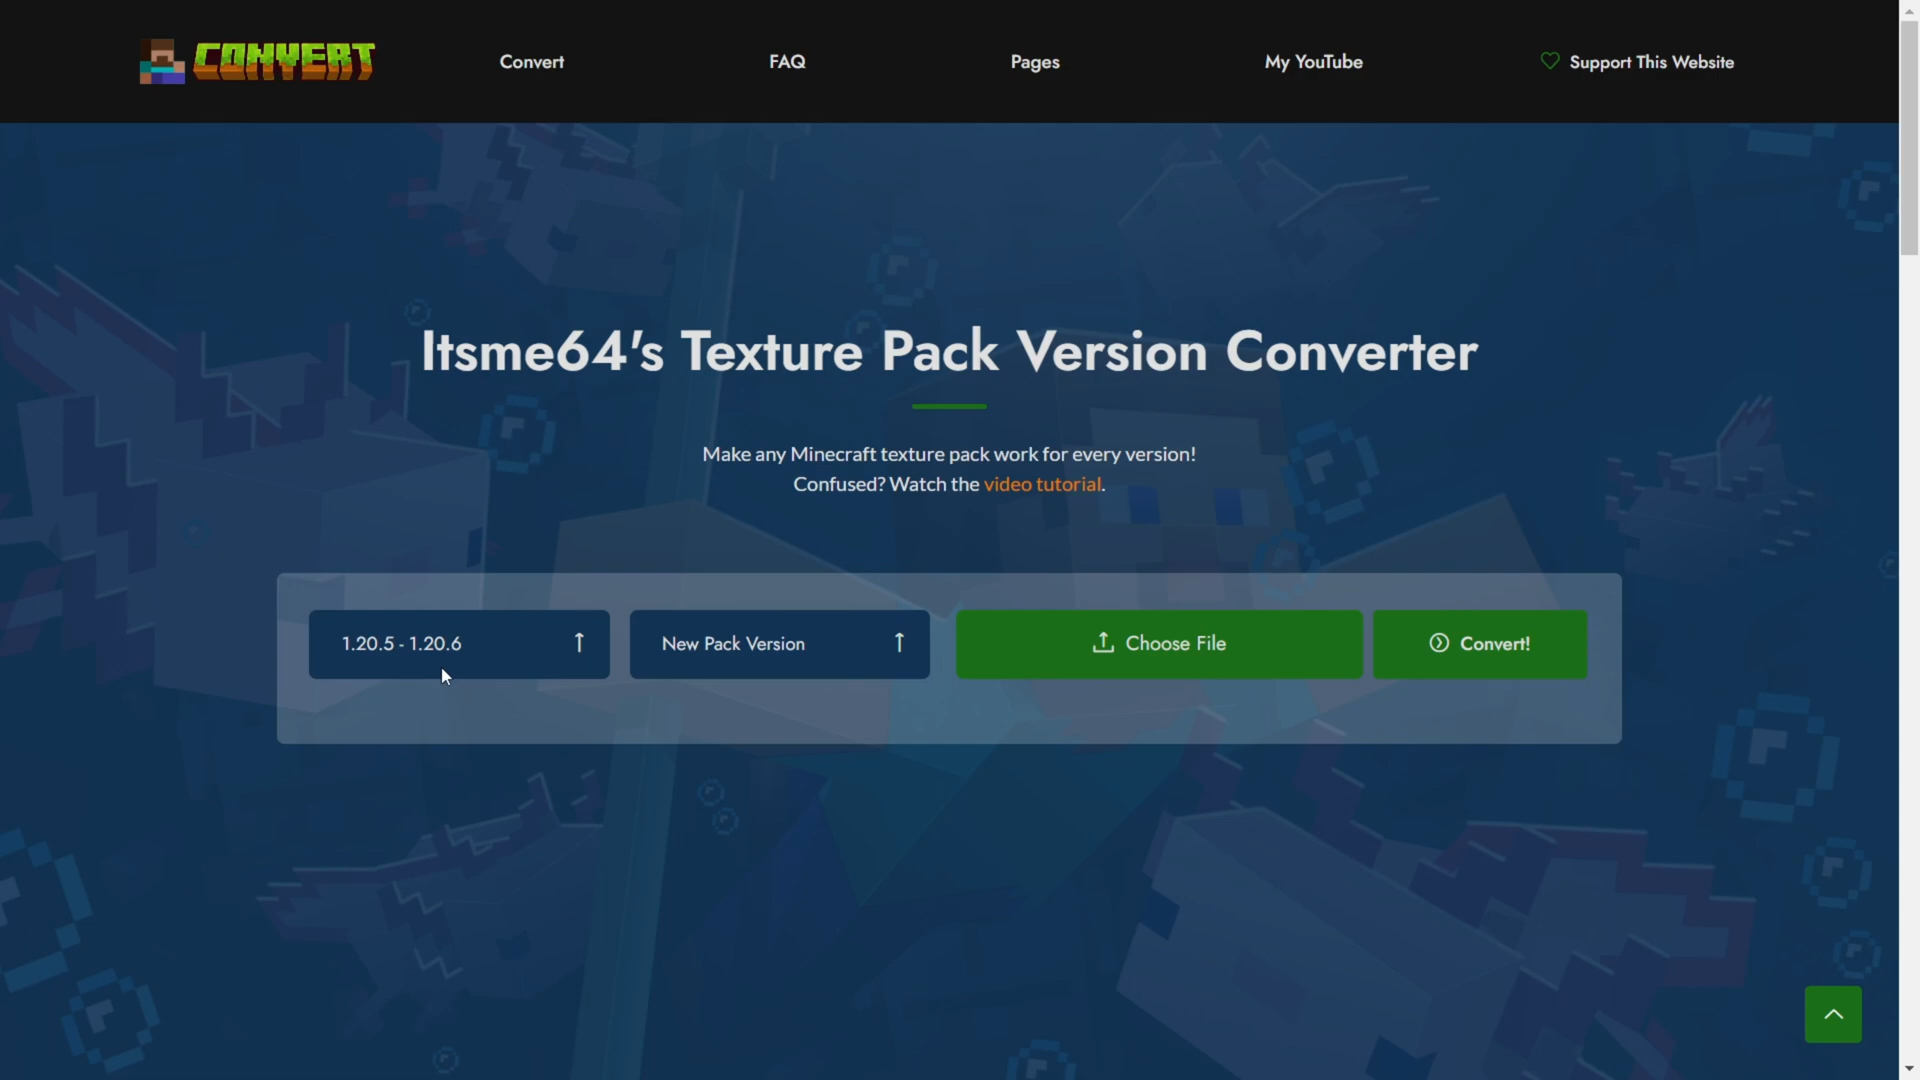 CONVERT
Convert
FAQ
Pages
My YouTube
Support This Website
Itsme64's Texture Pack Version Converter
Make any Minecraft texture pack work for every version!
Confused? Watch the video tutorial.
1.20.5 - 1.20.6
New Pack Version
Choose File
Convert!